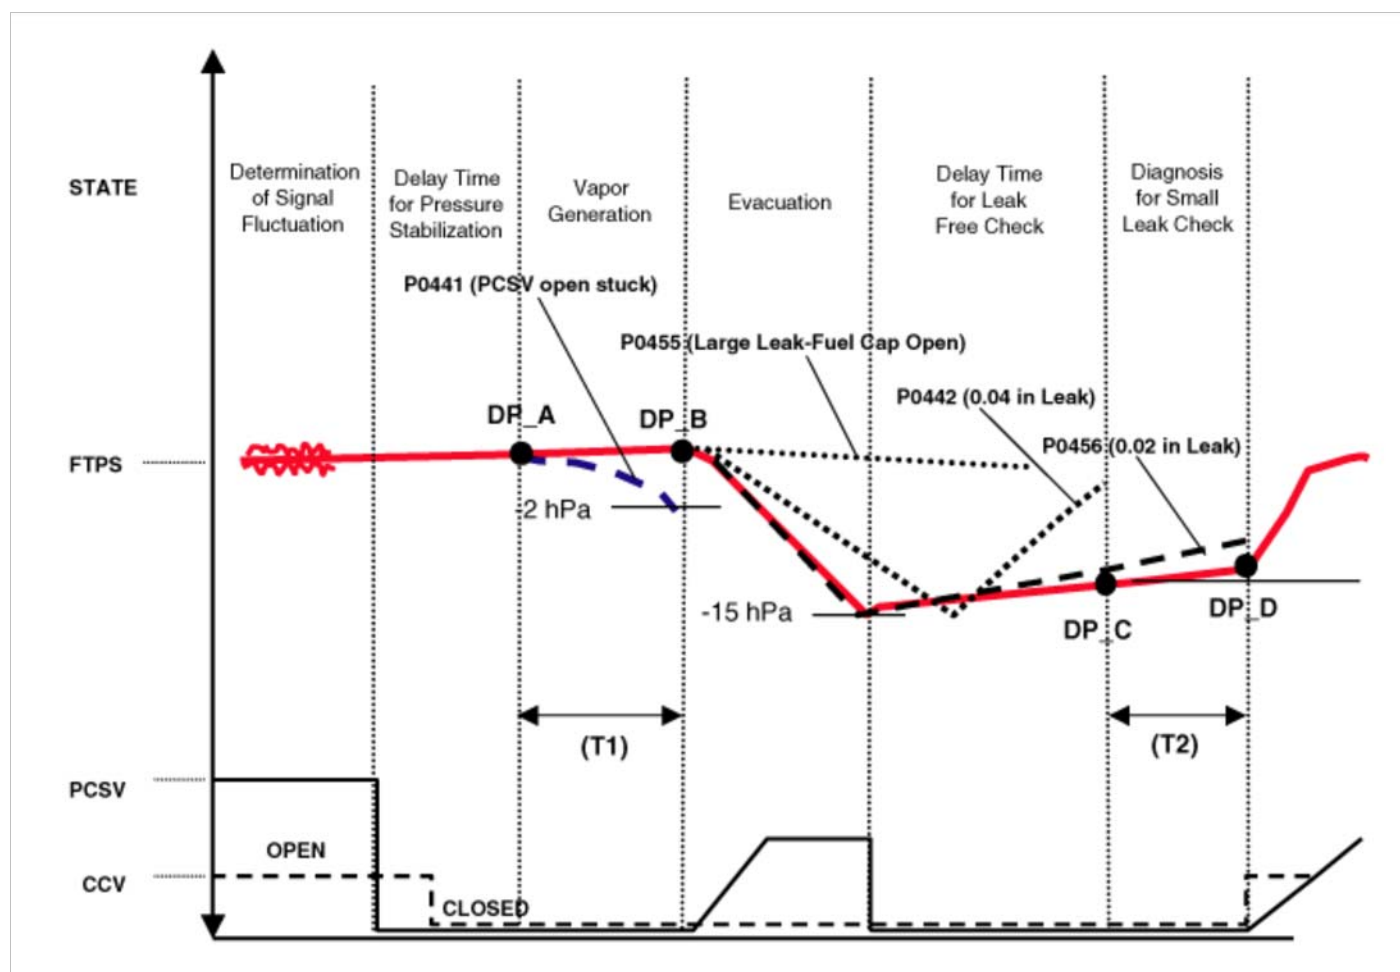 STATE
Determination
of Signal
Fluctuation
Delay Time
for Pressure
Stabilization
Vapor
Generation
Evacuation
Delay Time
for Leak
Free Check
Diagnosis
for Small
Leak Check
P0441 (PCSV open stuck)
P0455 (Large Leak-Fuel Cap Open)
P0442 (0.04 in Leak)
P0456 (0.02 in Leak)
DP_A
DP_B
FTPS
-2 hPa
-15 hPa
DP_C
DP_D
(T1)
(T2)
PCSV
OPEN
CCV
CLOSED